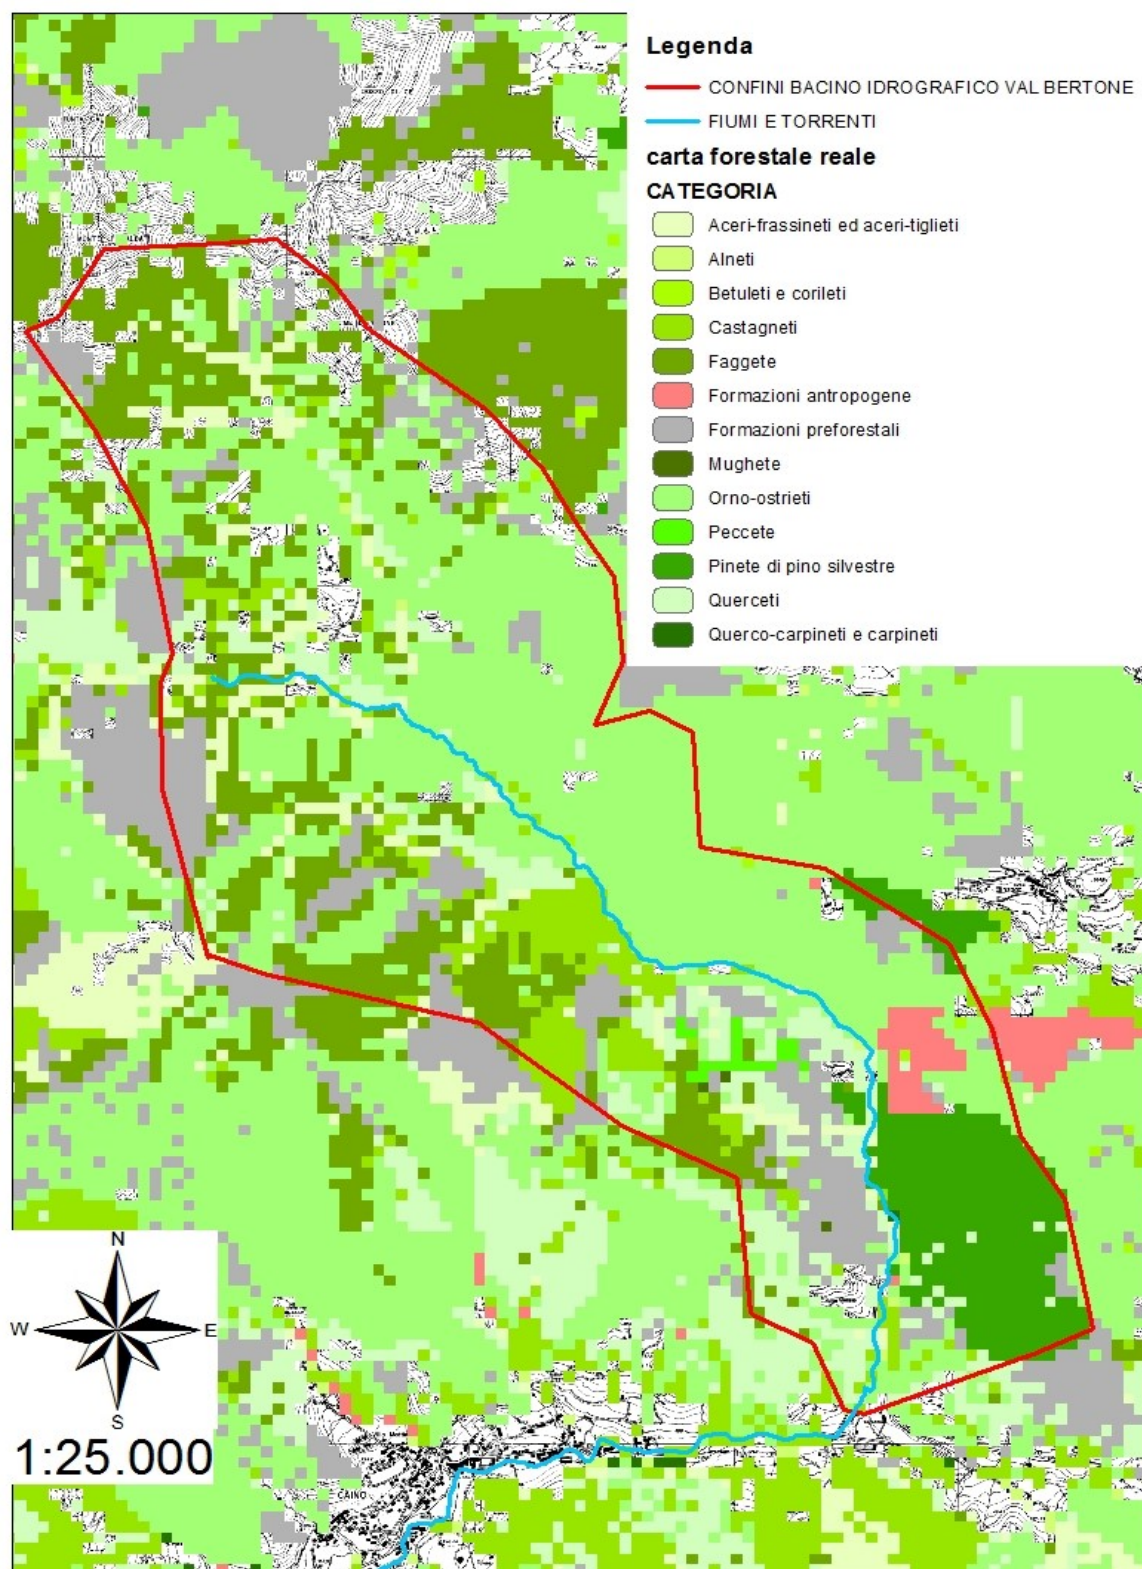 Legenda
CONFINI BACINO IDROGRAFICO VAL BERTONE
FIUMI E TORRENTI
carta forestale reale
CATEGORIA
Aceri-frassineti ed aceri-tiglieti
Alneti
Betuleti e corileti
Castagneti
Faggete
Formazioni antropogene
Formazioni preforestali
Mughete
Orno-ostrieti
Peccete
Pinete di pino silvestre
Querceti
Querco-carpineti e carpineti
N
W E
S
1:25.000
CAINO